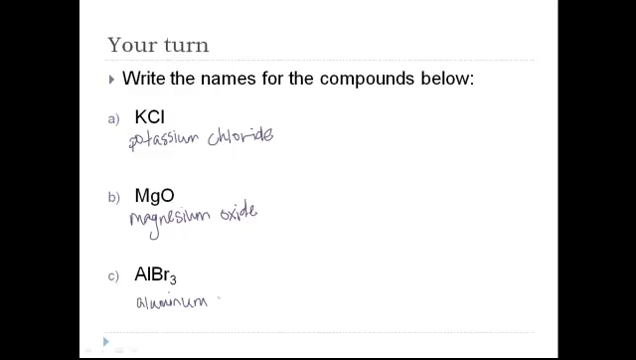 Your turn
Write the names for the compounds below:
a) KCl
potassium chloride
b) MgO
magnesium oxide
c) AlBr₃
aluminum